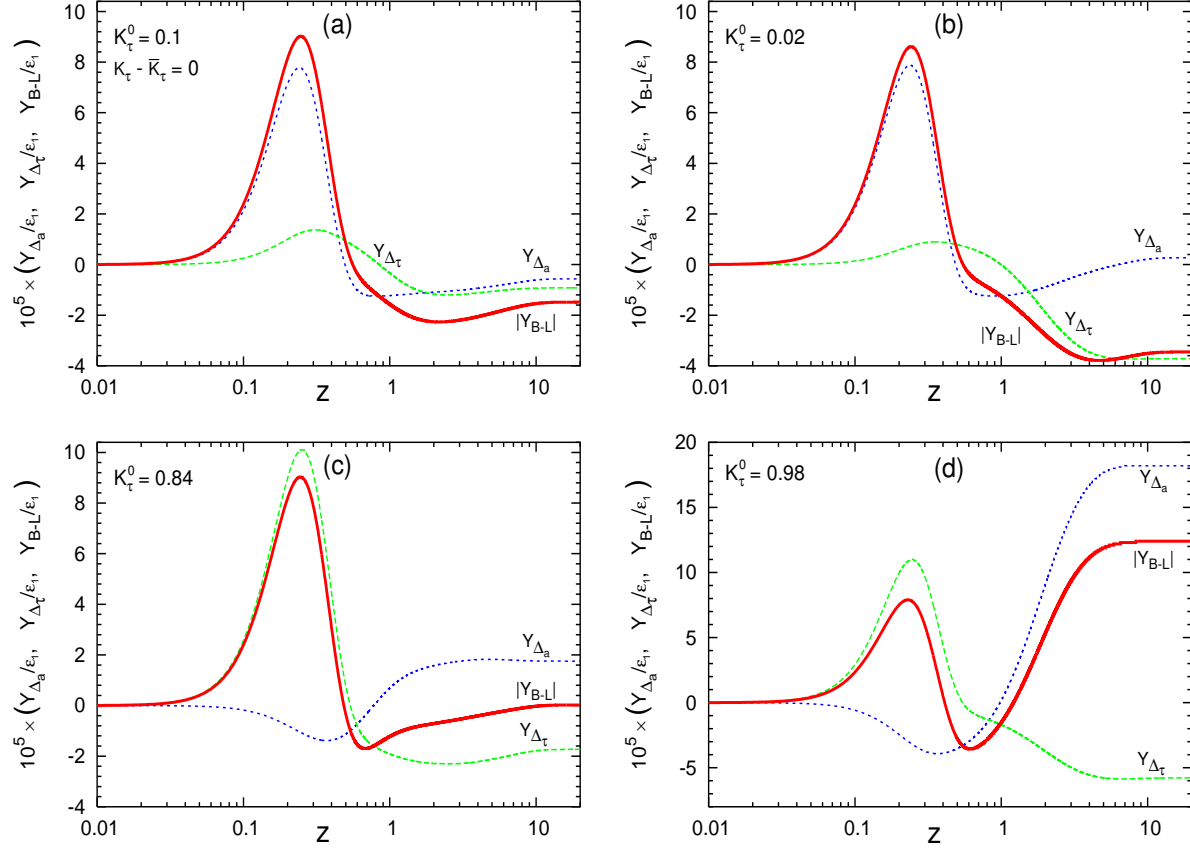 (a)
K_τ^0 = 0.1
K_τ - K̅_τ = 0
10^5 × (Y_Δa/ε_1, Y_Δτ/ε_1, Y_B-L/ε_1)
10
8
6
4
2
0
-2
-4
Y_Δτ
Y_Δa
|Y_B-L|
0.01 0.1 1 10
z
(b)
K_τ^0 = 0.02
10^5 × (Y_Δa/ε_1, Y_Δτ/ε_1, Y_B-L/ε_1)
10
8
6
4
2
0
-2
-4
Y_Δa
Y_Δτ
|Y_B-L|
0.01 0.1 1 10
z
(c)
K_τ^0 = 0.84
10^5 × (Y_Δa/ε_1, Y_Δτ/ε_1, Y_B-L/ε_1)
10
8
6
4
2
0
-2
-4
Y_Δa
|Y_B-L|
Y_Δτ
0.01 0.1 1 10
z
(d)
K_τ^0 = 0.98
10^5 × (Y_Δa/ε_1, Y_Δτ/ε_1, Y_B-L/ε_1)
20
15
10
5
0
-5
Y_Δa
|Y_B-L|
Y_Δτ
0.01 0.1 1 10
z